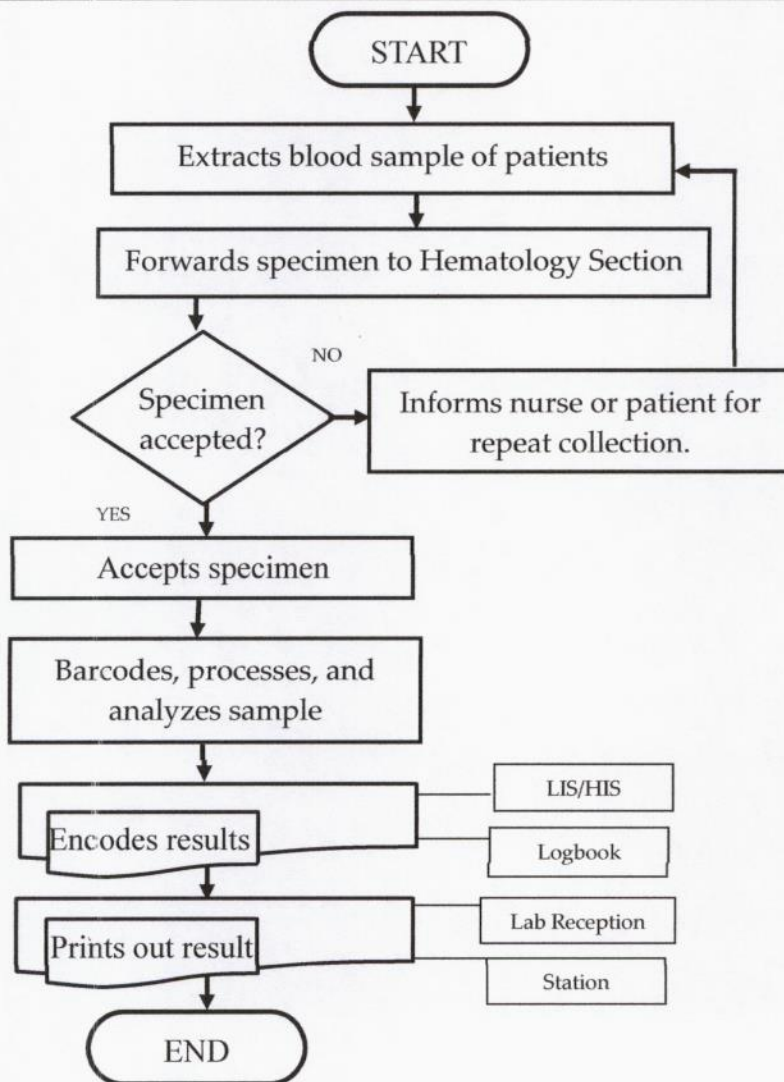 START
Extracts blood sample of patients
Forwards specimen to Hematology Section
NO
Specimen
accepted?
Informs nurse or patient for
repeat collection.
YES
Accepts specimen
Barcodes, processes, and
analyzes sample
LIS/HIS
Encodes results
Logbook
Lab Reception
Prints out result
Station
END